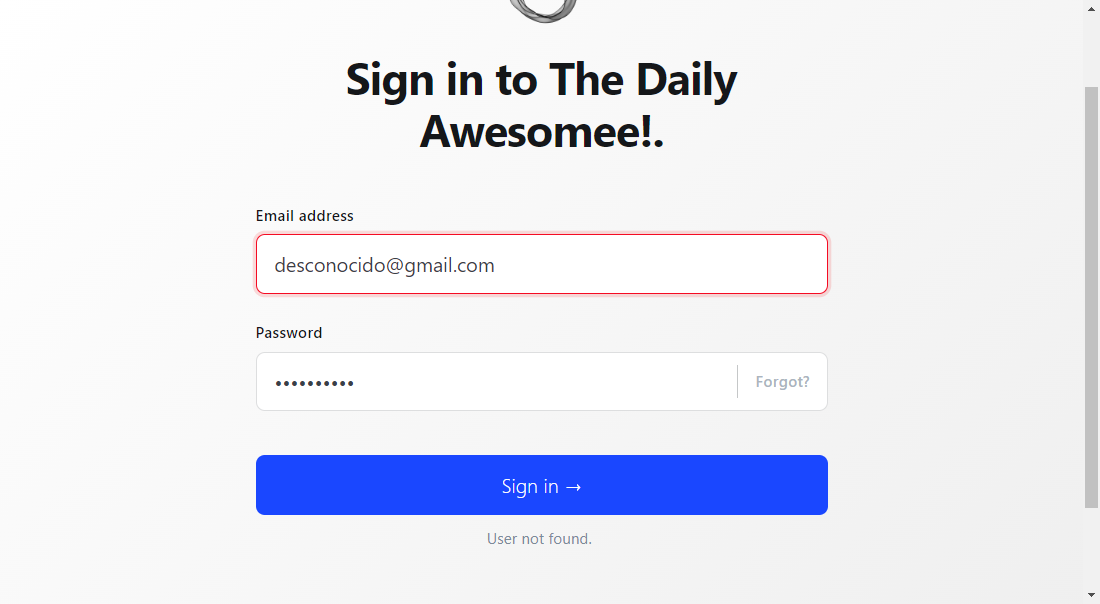 Sign in to The Daily
Awesomee!.
Email address
desconocido@gmail.com
Password
••••••••••
Forgot?
Sign in →
User not found.